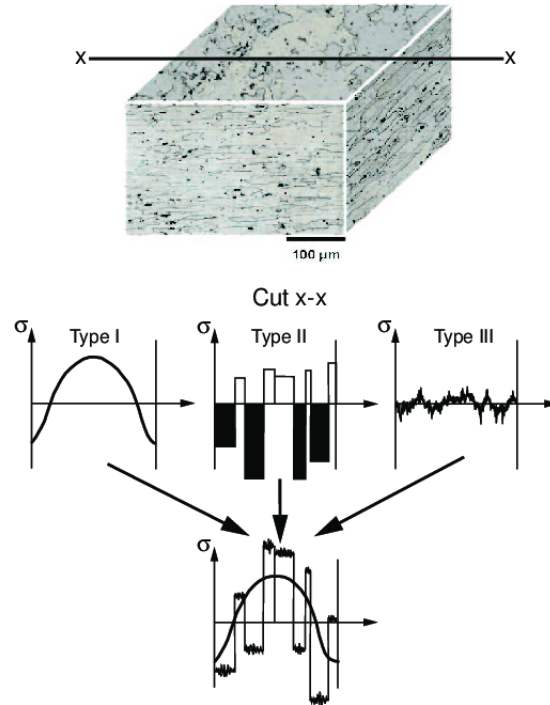 x x
100 µm
Cut x-x
σ Type I σ Type II σ Type III
σ